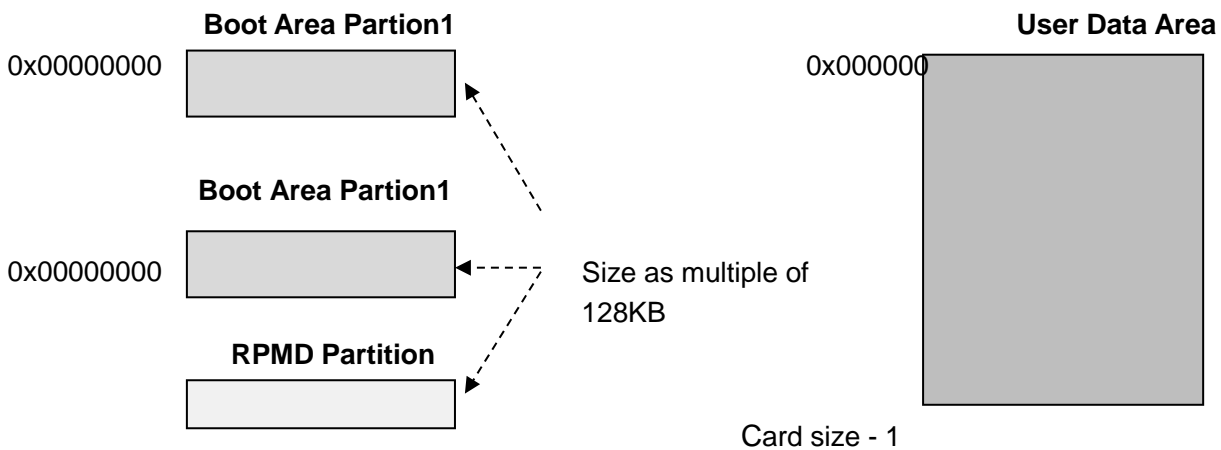 Boot Area Partion1
0x00000000
Boot Area Partion1
0x00000000
RPMD Partition
Size as multiple of
128KB
User Data Area
0x000000
Card size - 1